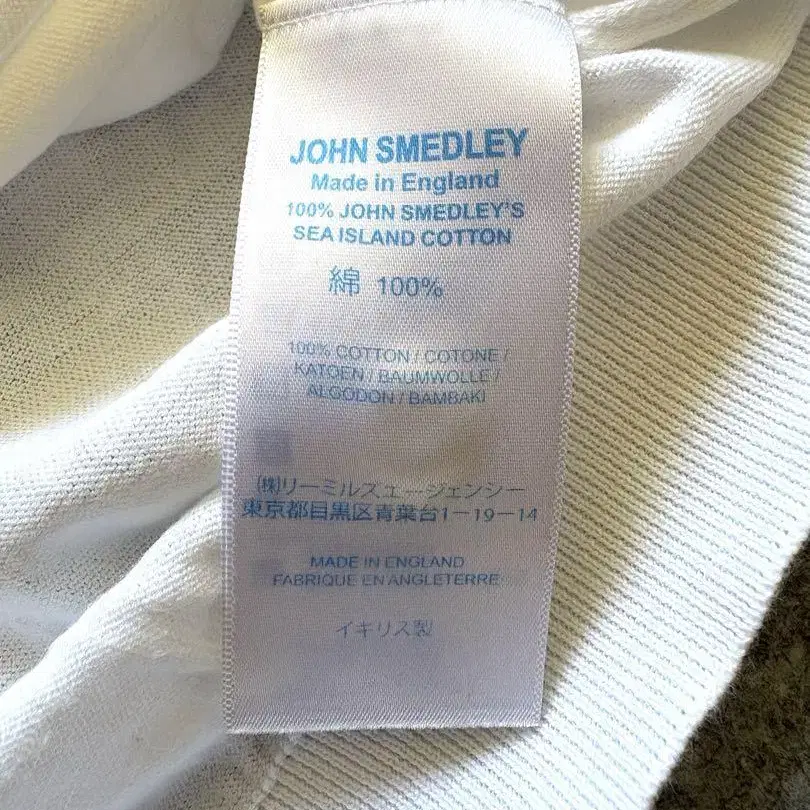 JOHN SMEDLEY
Made in England
100% JOHN SMEDLEY'S
SEA ISLAND COTTON
綿 100%
100% COTTON / COTONE /
KATOEN / BAUMWOLLE /
ALGODON / BAMBAKI
㈱リーミルズエージェンシー
東京都目黒区青葉台1-19-14
MADE IN ENGLAND
FABRIQUE EN ANGLETERRE
イギリス製